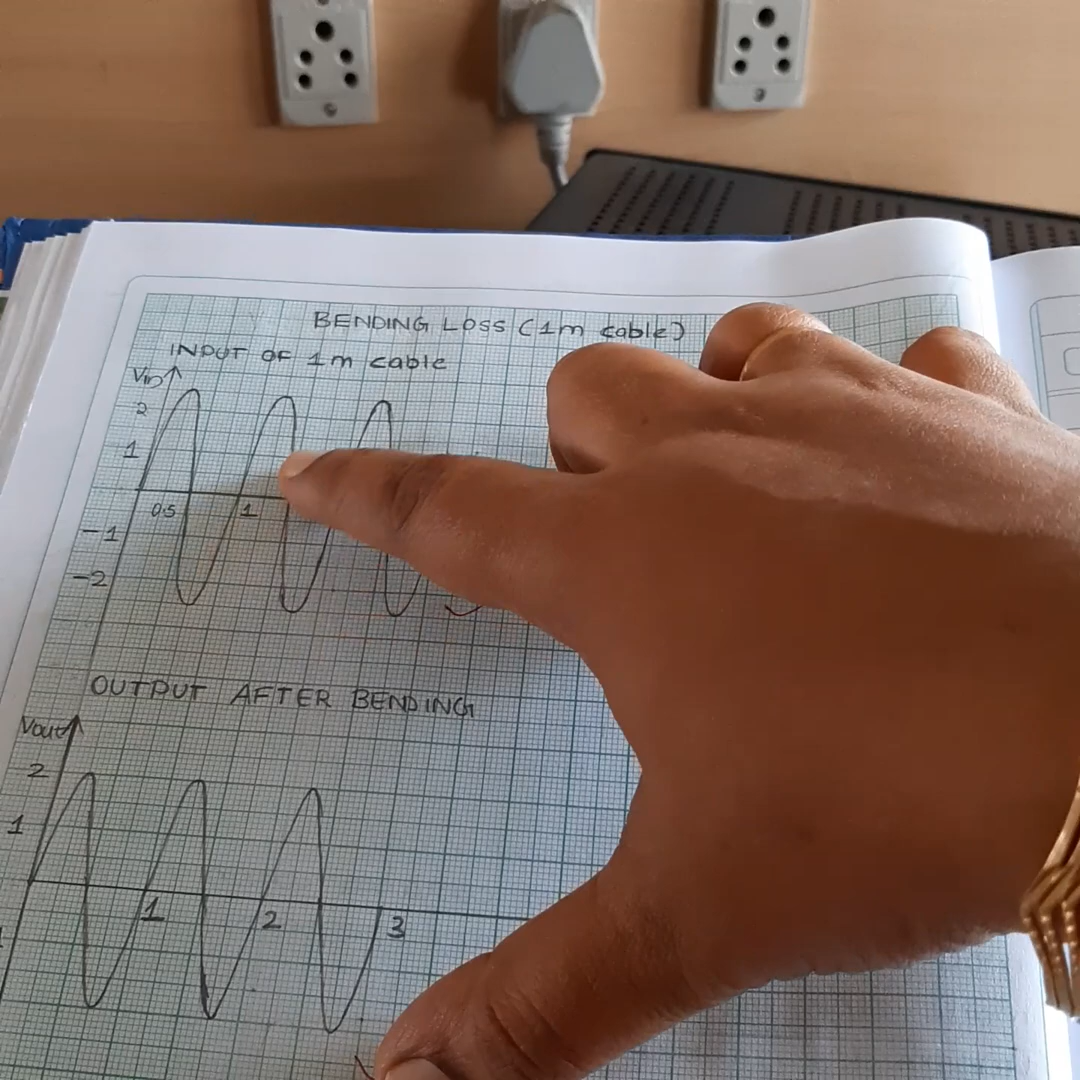 BENDING LOSS (1m cable)
INPUT OF 1m cable
Vin
2
1
0.5 1
-1
-2
OUTPUT AFTER BENDING
Vout
2
1
1 2 3